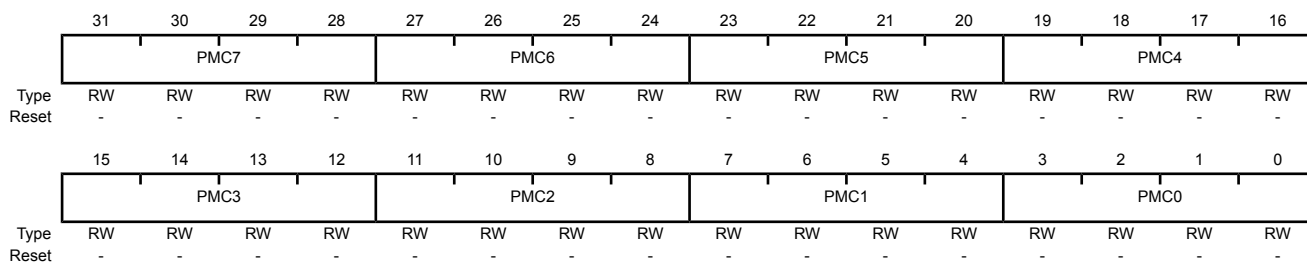 31 30 29 28 27 26 25 24 23 22 21 20 19 18 17 16
PMC7 PMC6 PMC5 PMC4
Type RW RW RW RW RW RW RW RW RW RW RW RW RW RW RW RW
Reset - - - - - - - - - - - - - - - -
15 14 13 12 11 10 9 8 7 6 5 4 3 2 1 0
PMC3 PMC2 PMC1 PMC0
Type RW RW RW RW RW RW RW RW RW RW RW RW RW RW RW RW
Reset - - - - - - - - - - - - - - - -